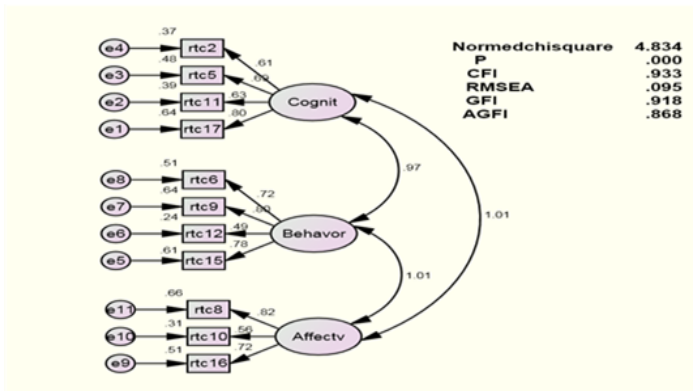 .37
e4 rtc2 .61
.48
e3 rtc5 .69
.39
e2 rtc11 .63
.64
e1 rtc17 .80
Cognit
.51
e8 rtc6 .72
.64
e7 rtc9 .80
.24
e6 rtc12 .49
.61
e5 rtc15 .78
Behavor
.66
e11 rtc8 .82
.31
e10 rtc10 .56
.51
e9 rtc16 .72
Affectv
.97
1.01
1.01
Normedchisquare 4.834
P .000
CFI .933
RMSEA .095
GFI .918
AGFI .868